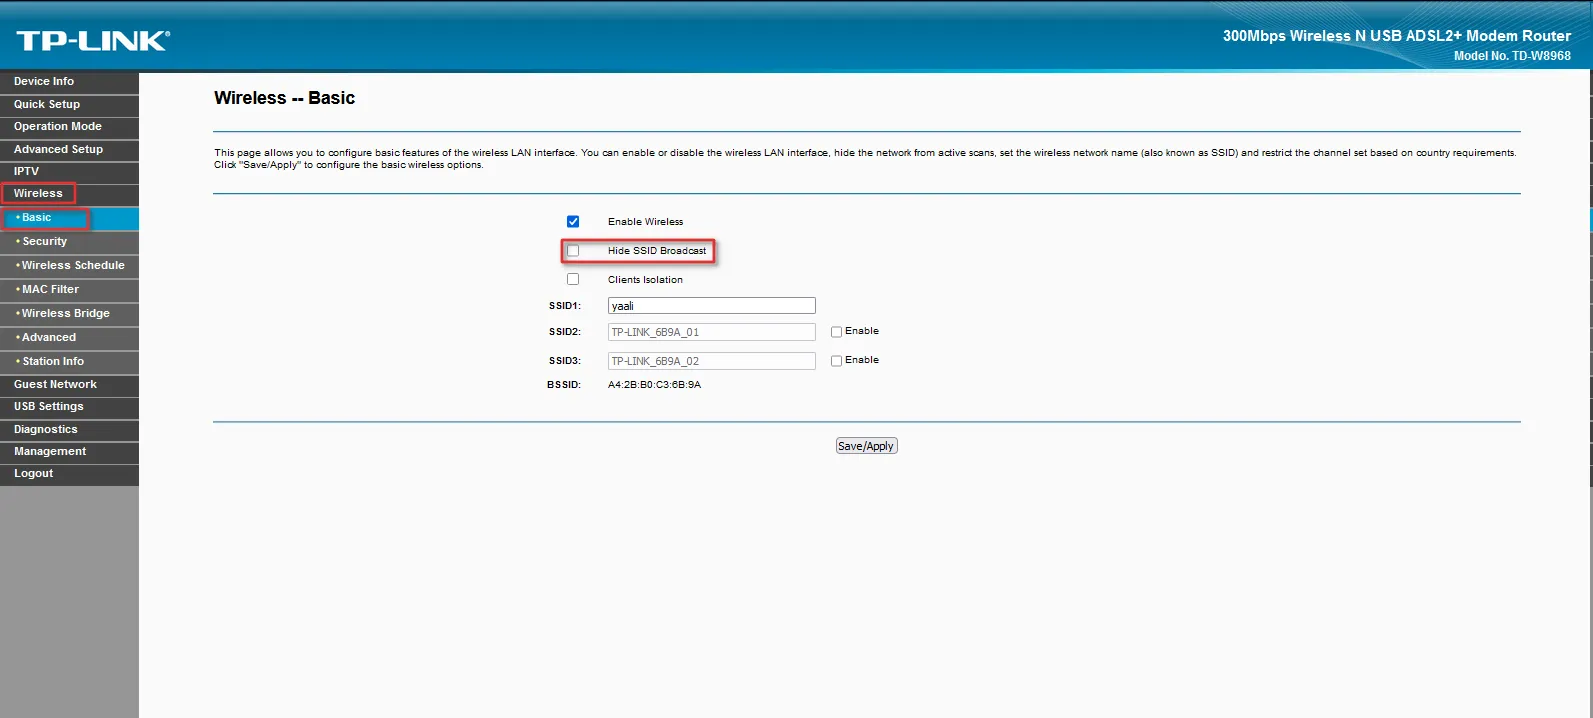 TP-LINK®
300Mbps Wireless N USB ADSL2+ Modem Router
Model No. TD-W8968
Device Info
Quick Setup
Operation Mode
Advanced Setup
IPTV
Wireless
• Basic
• Security
• Wireless Schedule
• MAC Filter
• Wireless Bridge
• Advanced
• Station Info
Guest Network
USB Settings
Diagnostics
Management
Logout
Wireless -- Basic
This page allows you to configure basic features of the wireless LAN interface. You can enable or disable the wireless LAN interface, hide the network from active scans, set the wireless network name (also known as SSID) and restrict the channel set based on country requirements.
Click "Save/Apply" to configure the basic wireless options.
Enable Wireless
Hide SSID Broadcast
Clients Isolation
SSID1: yaali
SSID2: TP-LINK_6B9A_01 Enable
SSID3: TP-LINK_6B9A_02 Enable
BSSID: A4:2B:B0:C3:6B:9A
Save/Apply